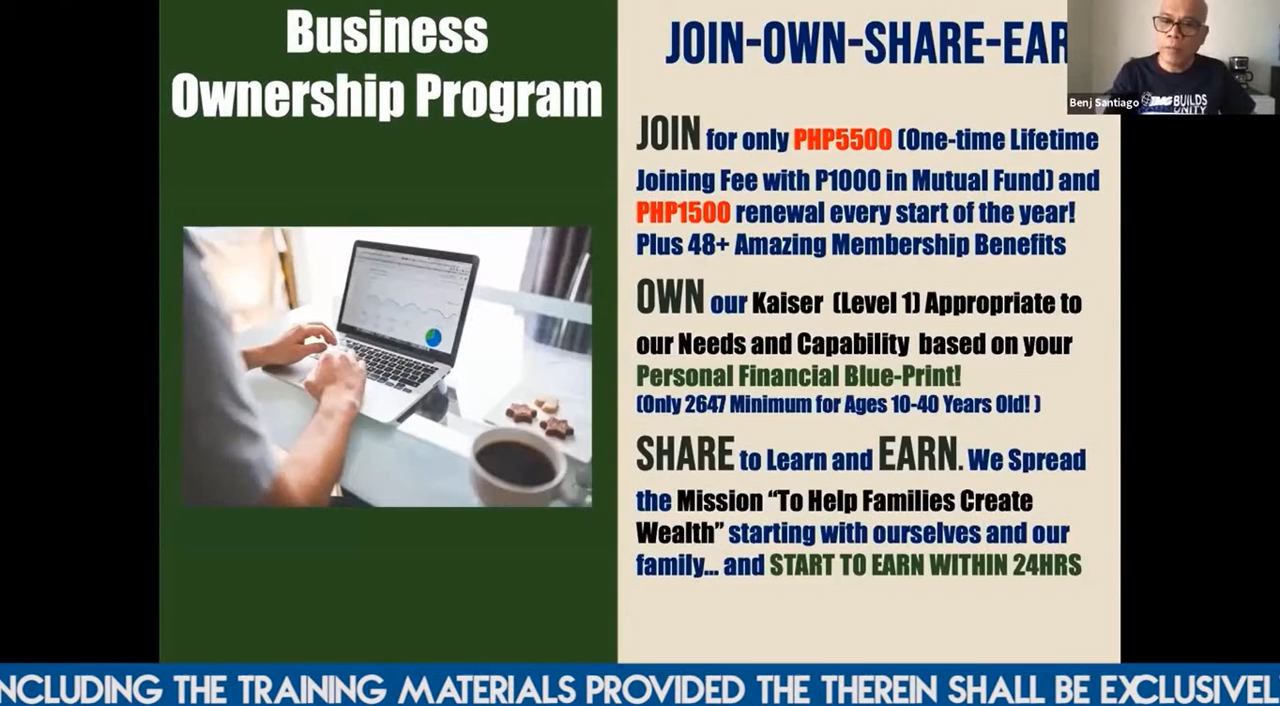 Business
Ownership Program
JOIN-OWN-SHARE-EAR
Benj Santiago
IMG BUILDS
UNITY
JOIN for only PHP5500 (One-time Lifetime
Joining Fee with P1000 in Mutual Fund) and
PHP1500 renewal every start of the year!
Plus 48+ Amazing Membership Benefits
OWN our Kaiser (Level 1) Appropriate to
our Needs and Capability based on your
Personal Financial Blue-Print!
(Only 2647 Minimum for Ages 10-40 Years Old! )
SHARE to Learn and EARN. We Spread
the Mission “To Help Families Create
Wealth” starting with ourselves and our
family... and START TO EARN WITHIN 24HRS
NCLUDING THE TRAINING MATERIALS PROVIDED THE THEREIN SHALL BE EXCLUSIVEL